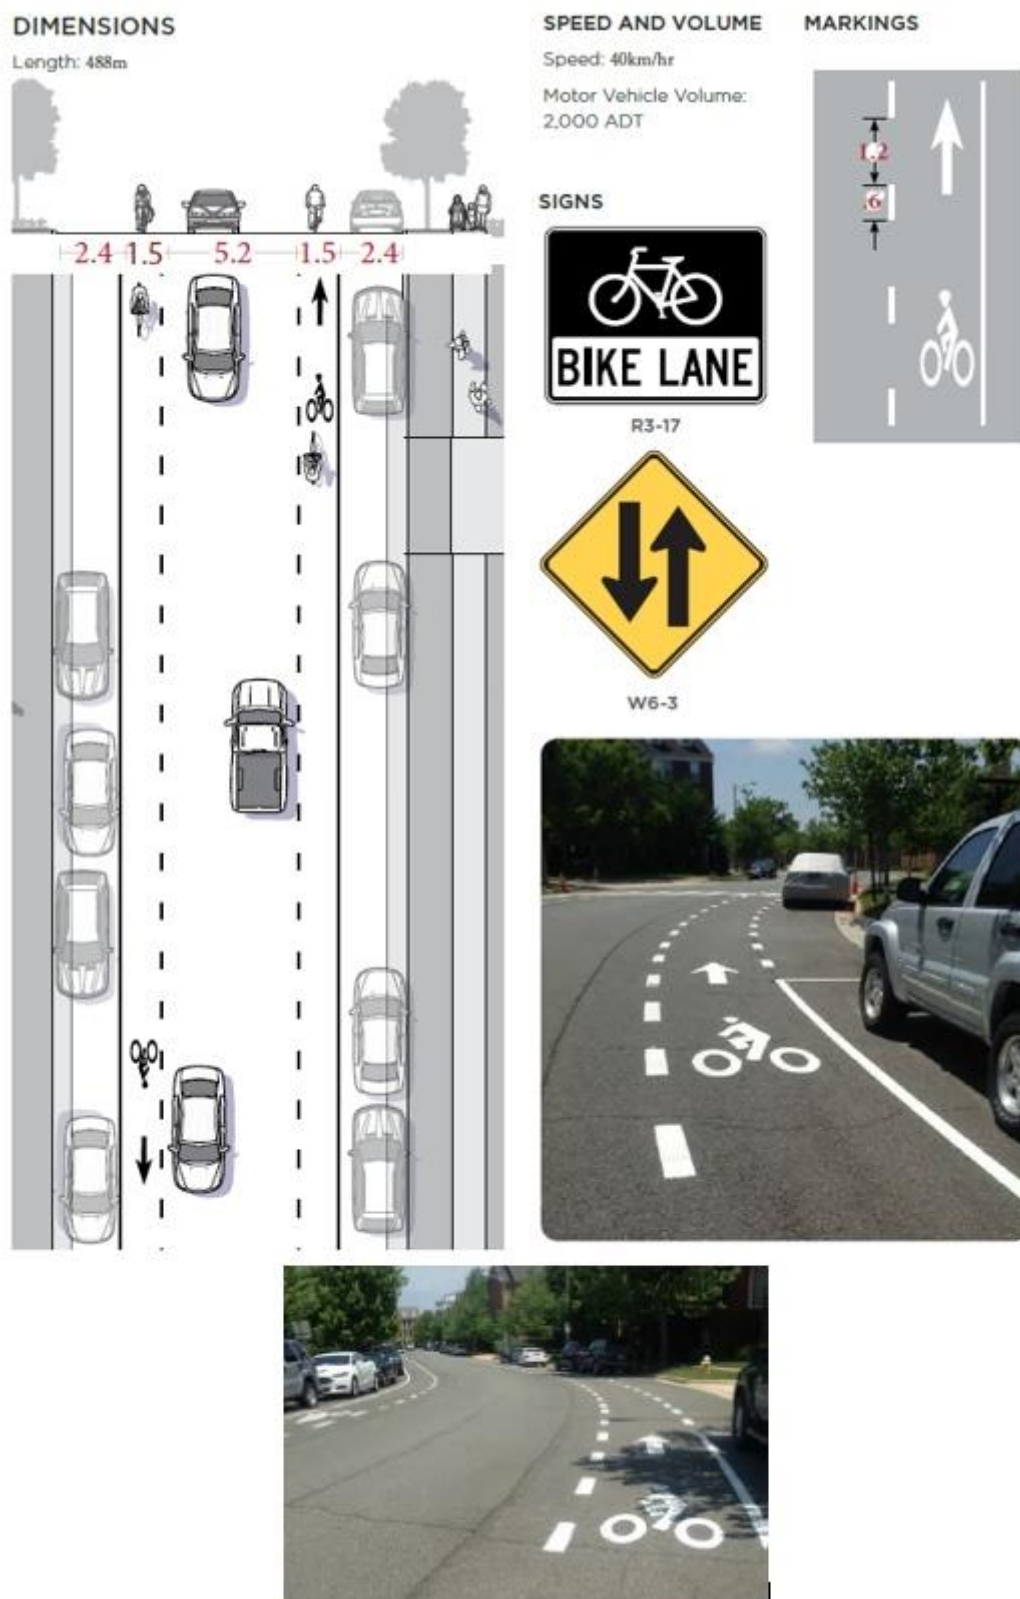 DIMENSIONS
Length: 488m
2.4 1.5 5.2 1.5 2.4
SPEED AND VOLUME
Speed: 40km/hr
Motor Vehicle Volume:
2,000 ADT
SIGNS
BIKE LANE
R3-17
W6-3
MARKINGS
1.2
.6